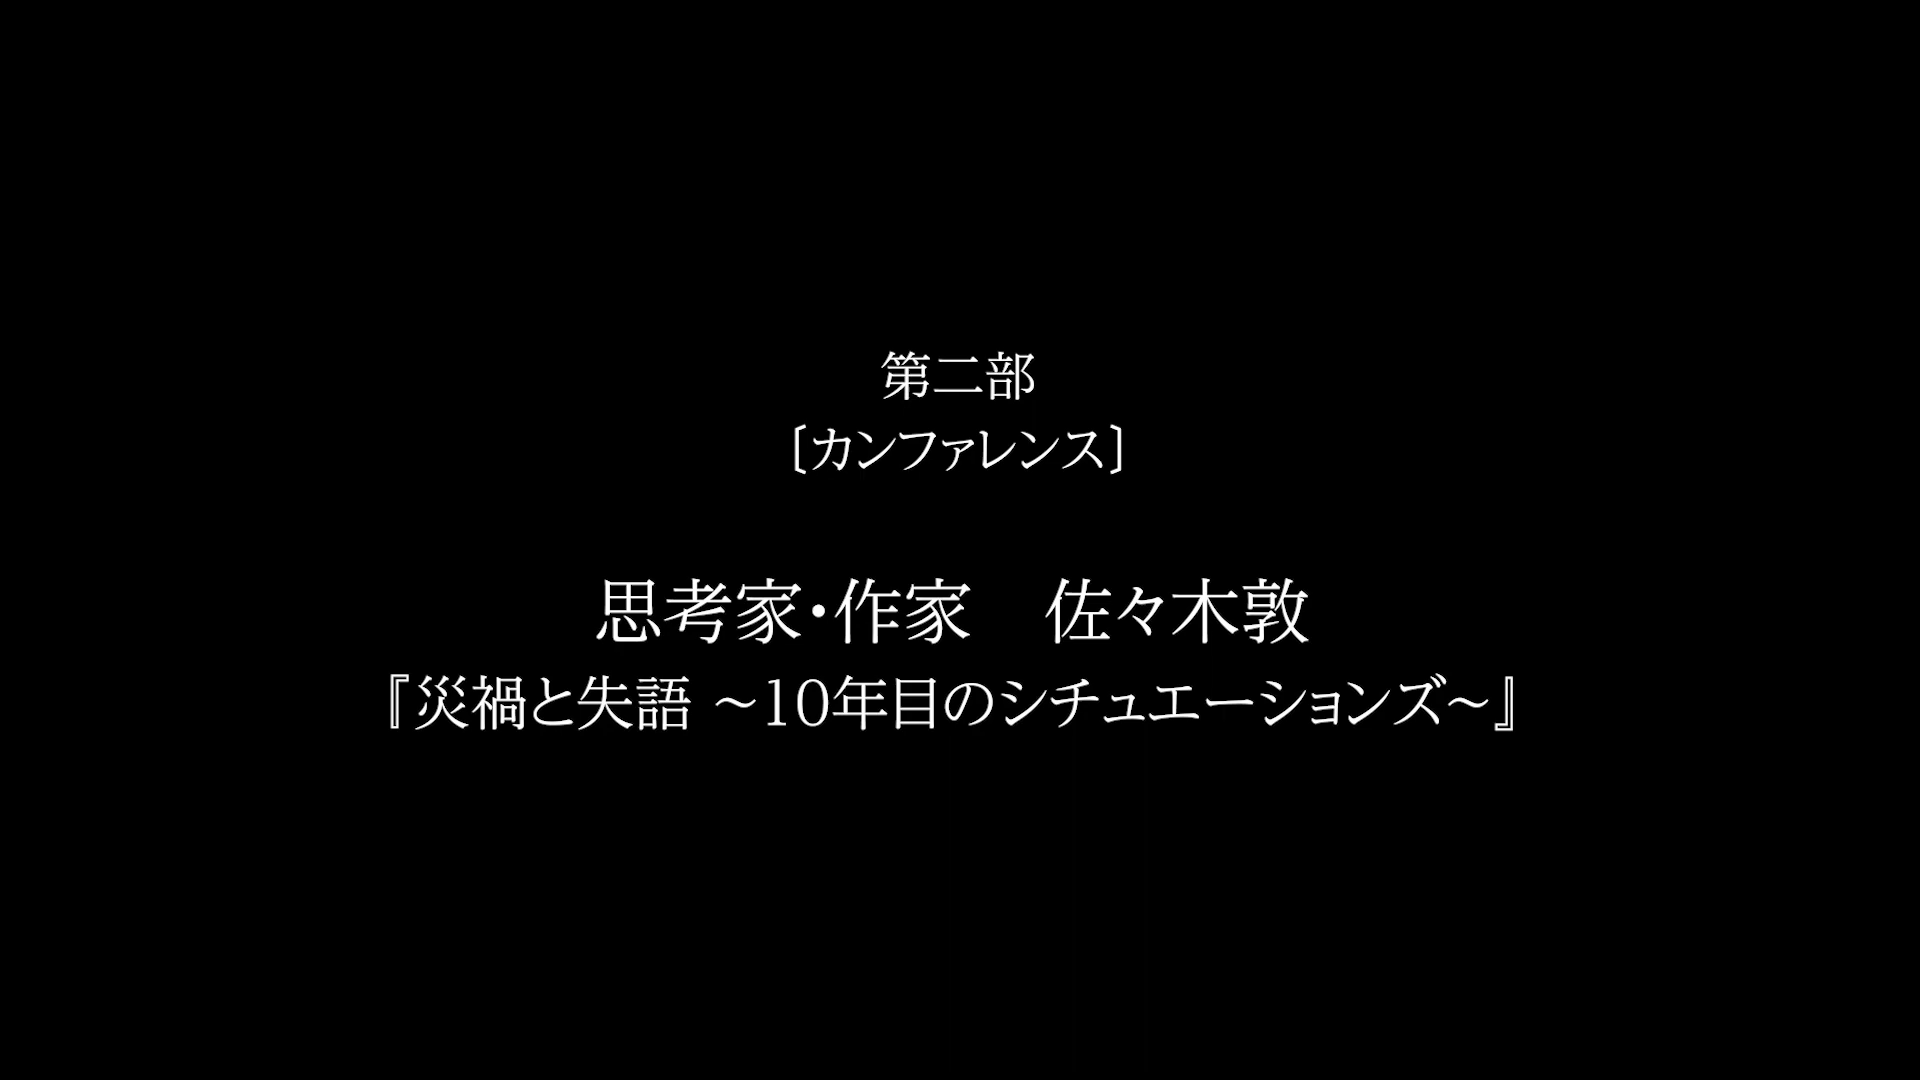 第二部
〔カンファレンス〕
思考家・作家　佐々木敦
『災禍と失語 ～10年目のシチュエーションズ～』